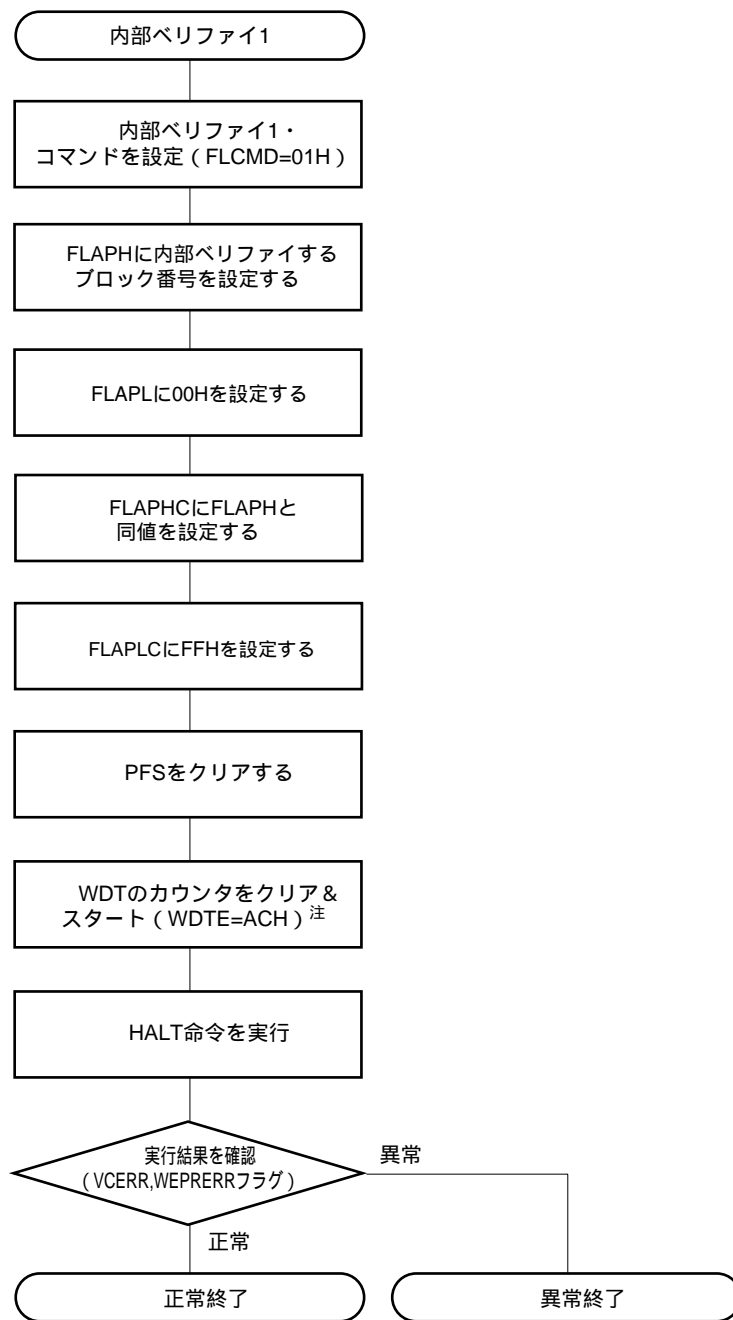 内部ベリファイ1
内部ベリファイ1・
コマンドを設定（FLCMD=01H）
FLAPHに内部ベリファイする
ブロック番号を設定する
FLAPLに00Hを設定する
FLAPHCにFLAPHと
同値を設定する
FLAPLCにFFHを設定する
PFSをクリアする
WDTのカウンタをクリア＆
スタート（WDTE=ACH）注
HALT命令を実行
実行結果を確認
（VCERR,WEPRERRフラグ）
異常
正常
正常終了
異常終了